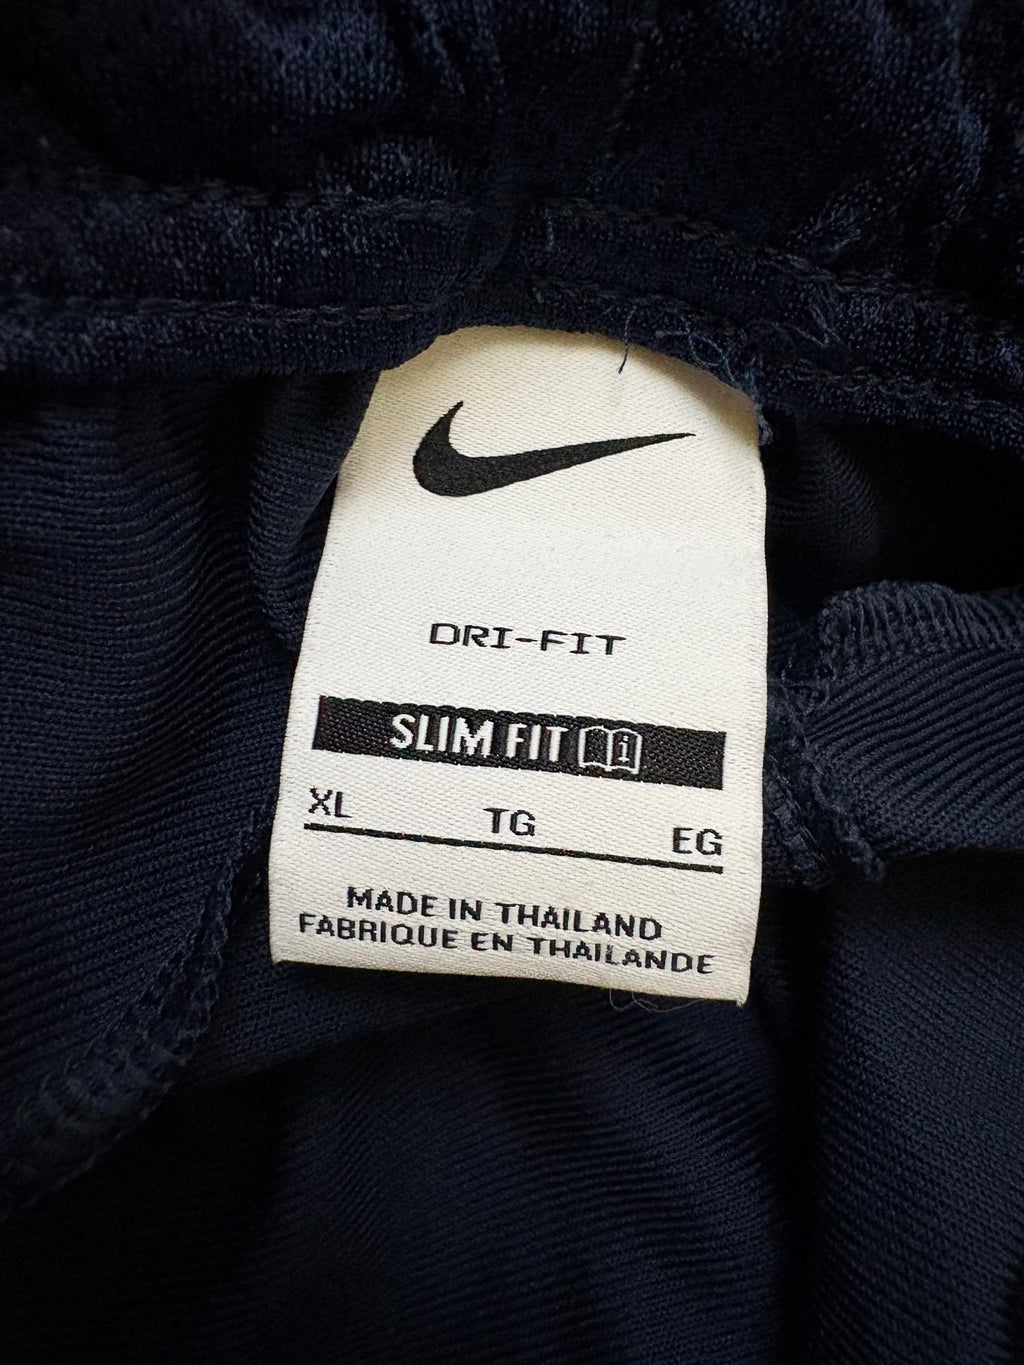 DRI-FIT
SLIM FIT
XL TG EG
MADE IN THAILAND
FABRIQUE EN THAILANDE